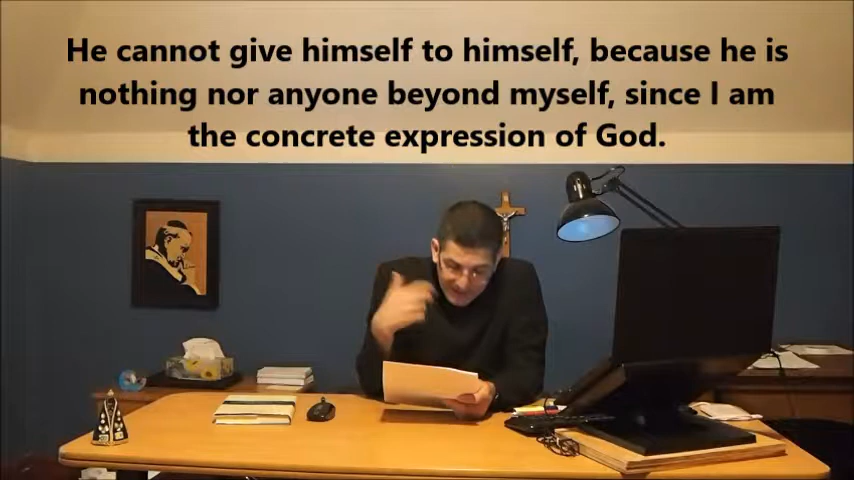 He cannot give himself to himself, because he is
nothing nor anyone beyond myself, since I am
the concrete expression of God.